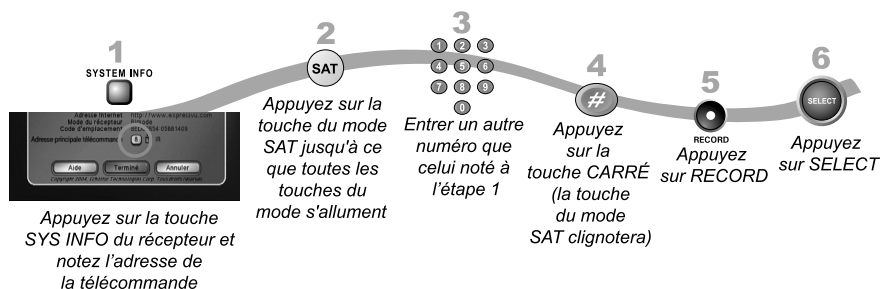 1
SYSTEM INFO
Adresse Internet http://www.expressvu.com
Mode du récepteur
Code d'emplacement
Adresse principale télécommande 8
Aide Terminé Annuler
Appuyez sur la touche
SYS INFO du récepteur et
notez l'adresse de
la télécommande
2
SAT
Appuyez sur la
touche du mode
SAT jusqu'à ce
que toutes les
touches du
mode s'allument
3
1 2 3
4 5 6
7 8 9
0
Entrer un autre
numéro que
celui noté à
l'étape 1
4
#
Appuyez
sur la
touche CARRÉ
(la touche
du mode
SAT clignotera)
5
RECORD
Appuyez
sur RECORD
6
SELECT
Appuyez
sur SELECT